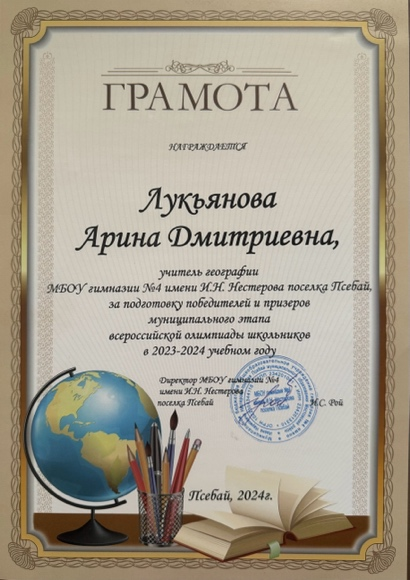 ГРАМОТА
НАГРАЖДАЕТСЯ
Лукьянова
Арина Дмитриевна,
учитель географии
МБОУ гимназии №4 имени И.Н. Нестерова поселка Псебай,
за подготовку победителей и призеров
муниципального этапа
всероссийской олимпиады школьников
в 2023-2024 учебном году
Директор МБОУ гимназии №4
имени И.Н. Нестерова
поселка Псебай И.С. Рой
Псебай, 2024г.